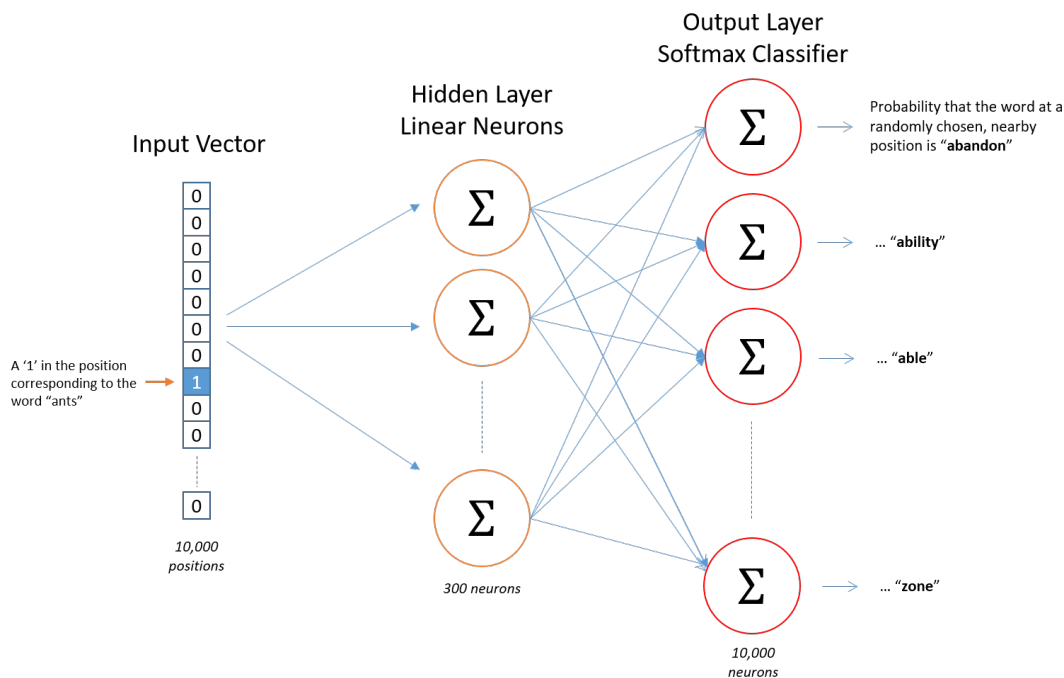 Output Layer
Softmax Classifier
Hidden Layer
Linear Neurons
Input Vector
0
0
0
0
0
0
0
1
0
0
0
A ‘1’ in the position
corresponding to the
word “ants”
10,000
positions
Σ
Σ
Σ
300 neurons
Σ
Σ
Σ
Σ
10,000
neurons
Probability that the word at a
randomly chosen, nearby
position is “abandon”
... “ability”
... “able”
... “zone”